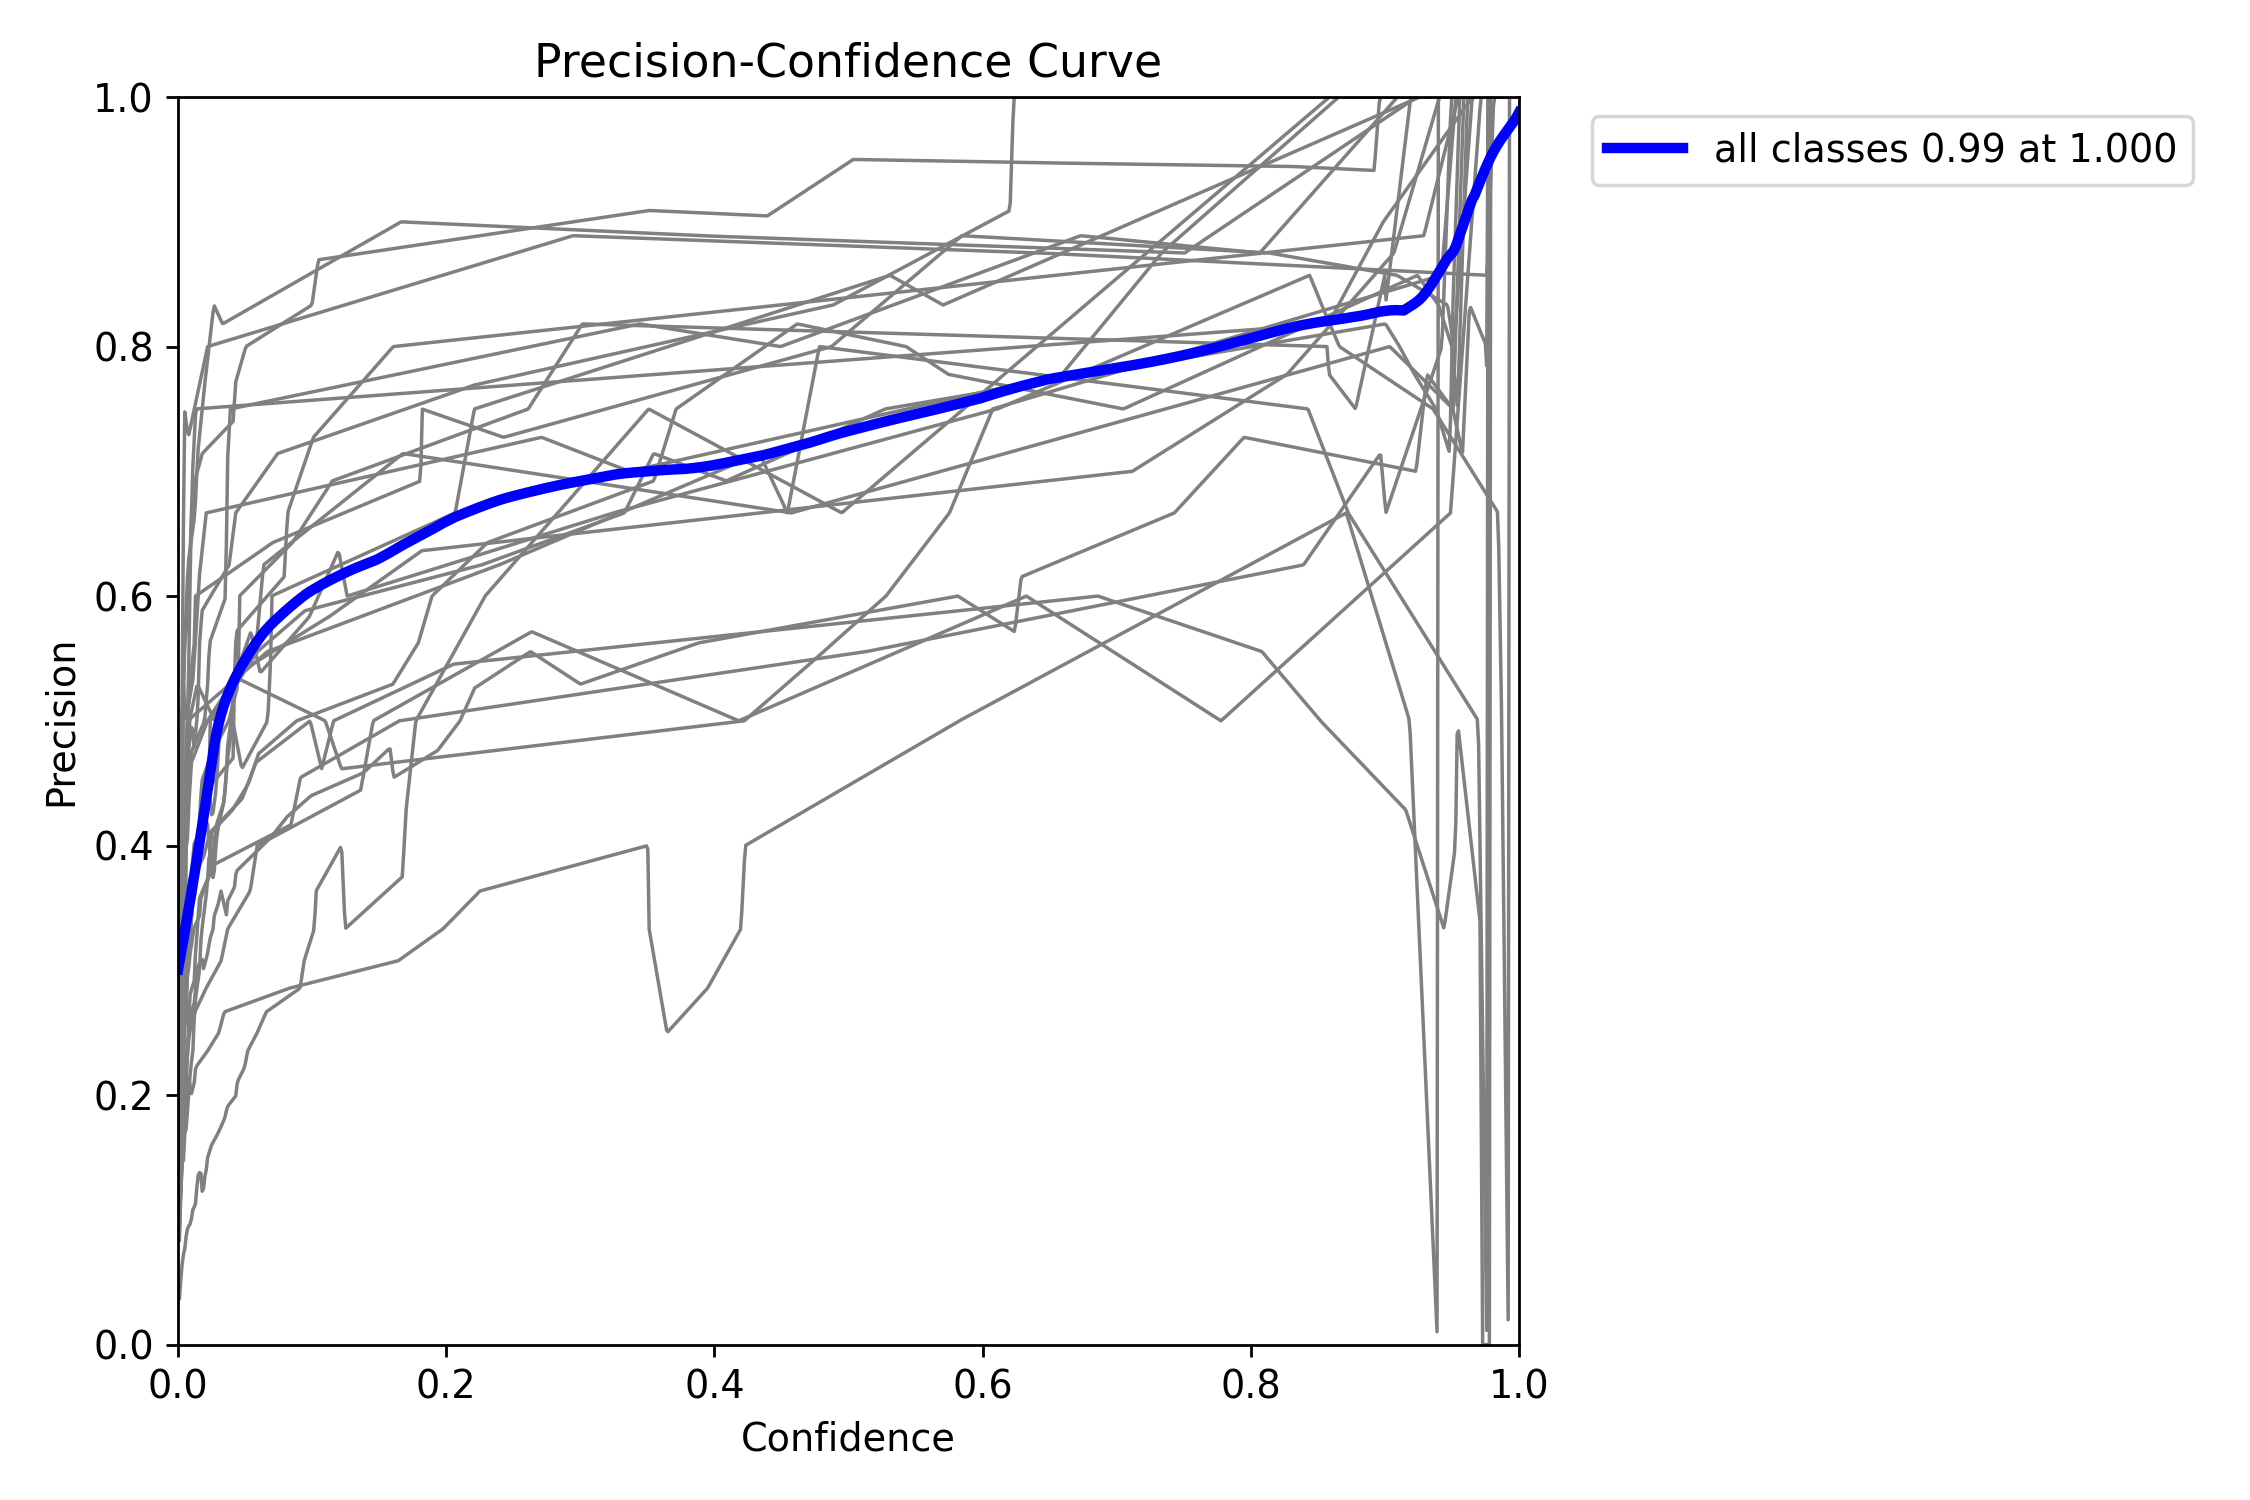 Precision-Confidence Curve
all classes 0.99 at 1.000
Precision
1.0
0.8
0.6
0.4
0.2
0.0
0.0 0.2 0.4 0.6 0.8 1.0
Confidence